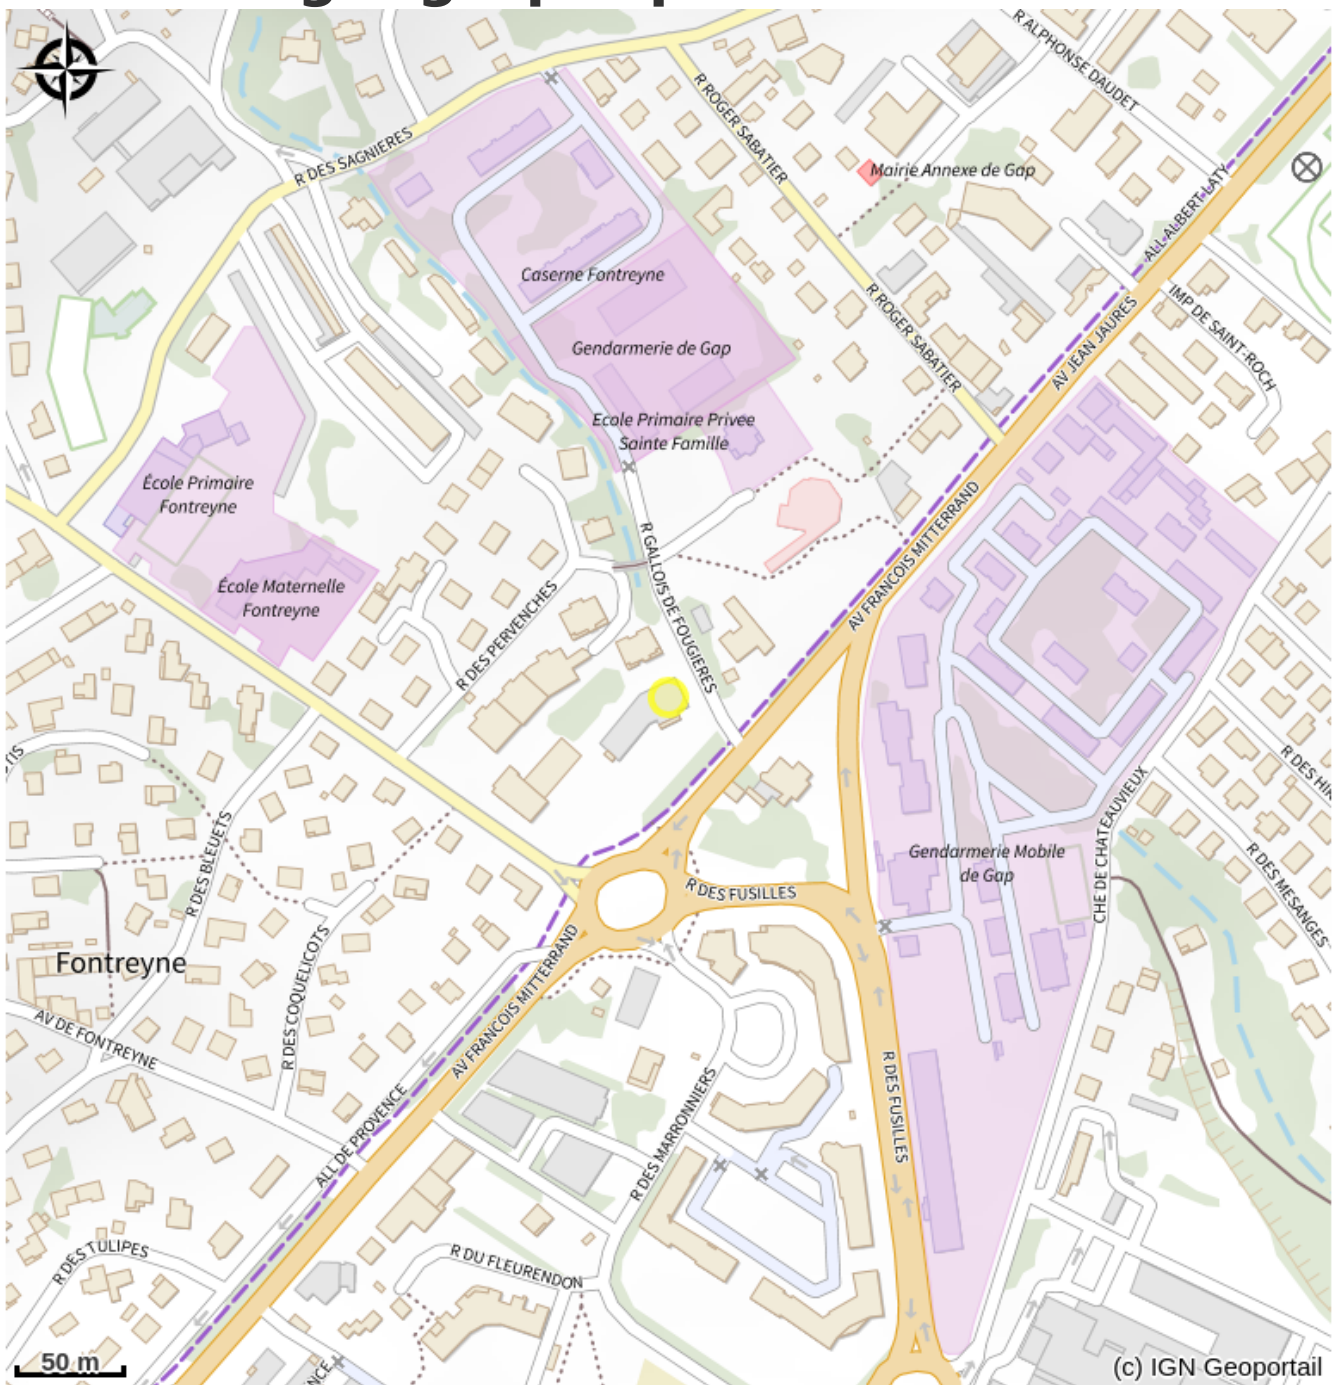 R ALPHONSE DAUDET
R ROGER SABATIER
R DES SAGNIERES
Mairie Annexe de Gap
ALL ALBERT LATY
Caserne Fontreyne
R ROGER SABATIER
IMP DE SAINT-ROCH
AV JEAN JAURES
Gendarmerie de Gap
Ecole Primaire Privee
Sainte Famille
École Primaire
Fontreyne
AV FRANCOIS MITTERRAND
R GALLOIS DE FOUGIERES
École Maternelle
Fontreyne
R DES PERVENCHES
TIS
R DES HIR
R DES BLEUETS
CHE DE CHATEAUVIEUX
Gendarmerie Mobile
de Gap
R DES MESANGES
R DES FUSILLES
Fontreyne
R DES COQUELICOTS
AV FRANCOIS MITTERRAND
AV DE FONTREYNE
R DES FUSILLES
ALL DE PROVENCE
R DES MARRONNIERS
R DES TULIPES
R DU FLEURENDON
50 m
NCE
(c) IGN Geoportail